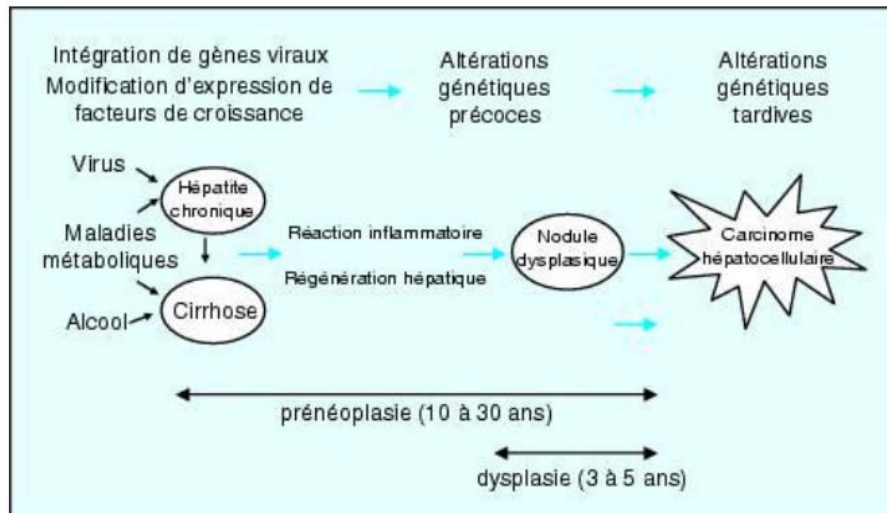 Intégration de gènes viraux
Modification d'expression de
facteurs de croissance
Altérations
génétiques
précoces
Altérations
génétiques
tardives
Virus
Maladies
métaboliques
Alcool
Hépatite
chronique
Cirrhose
Réaction inflammatoire
Régénération hépatique
Nodule
dysplasique
Carcinome
hépatocellulaire
prénéoplasie (10 à 30 ans)
dysplasie (3 à 5 ans)